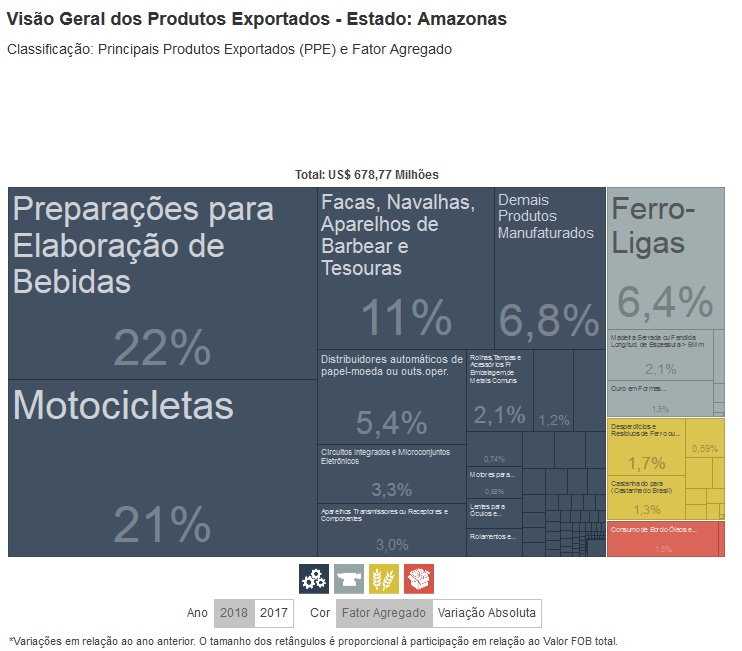 Visão Geral dos Produtos Exportados - Estado: Amazonas
Classificação: Principais Produtos Exportados (PPE) e Fator Agregado
Total: US$ 678,77 Milhões
Preparações para
Elaboração de
Bebidas
22%
Motocicletas
21%
Facas, Navalhas,
Aparelhos de
Barbear e
Tesouras
11%
Demais
Produtos
Manufaturados
6,8%
Distribuidores automáticos de
papel-moeda ou outs.oper.
5,4%
Circuitos Integrados e Microconjuntos
Eletrônicos
3,3%
Aparelhos Transmissores ou Receptores e
Componentes
3,0%
Rolhas,Tampas e
Acessórios P/
Embalagem,de
Metais Comuns
2,1%
1,2%
0,74%
Motores para...
0,68%
Lentes para
Óculos e...
Rolamentos e...
Ferro-
Ligas
6,4%
Madeira Serrada ou Fendida
Longitud. de Espessura > 6Mm
2,1%
Ouro em Formas...
1,5%
Desperdícios e
Resíduos de Ferro ou...
1,7%
0,59%
Castanha do pará
(Castanha do Brasil)
1,3%
Consumo de Bordo Óleos e...
1,5%
Ano 2018 2017 Cor Fator Agregado Variação Absoluta
*Variações em relação ao ano anterior. O tamanho dos retângulos é proporcional à participação em relação ao Valor FOB total.